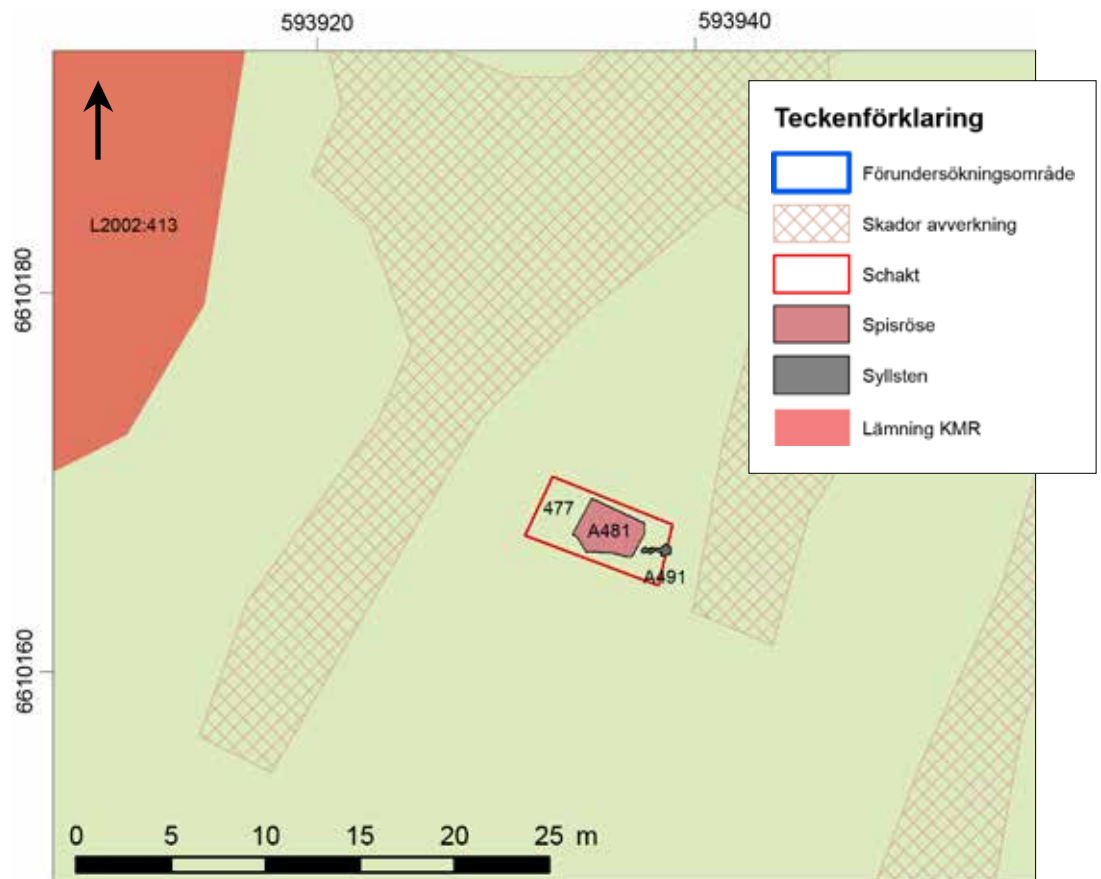 593920
593940
Teckenförklaring
Förundersökningsområde
Skador avverkning
Schakt
Spisröse
Syllsten
Lämning KMR
L2002:413
6610180
477
A481
A491
6610160
0 5 10 15 20 25 m